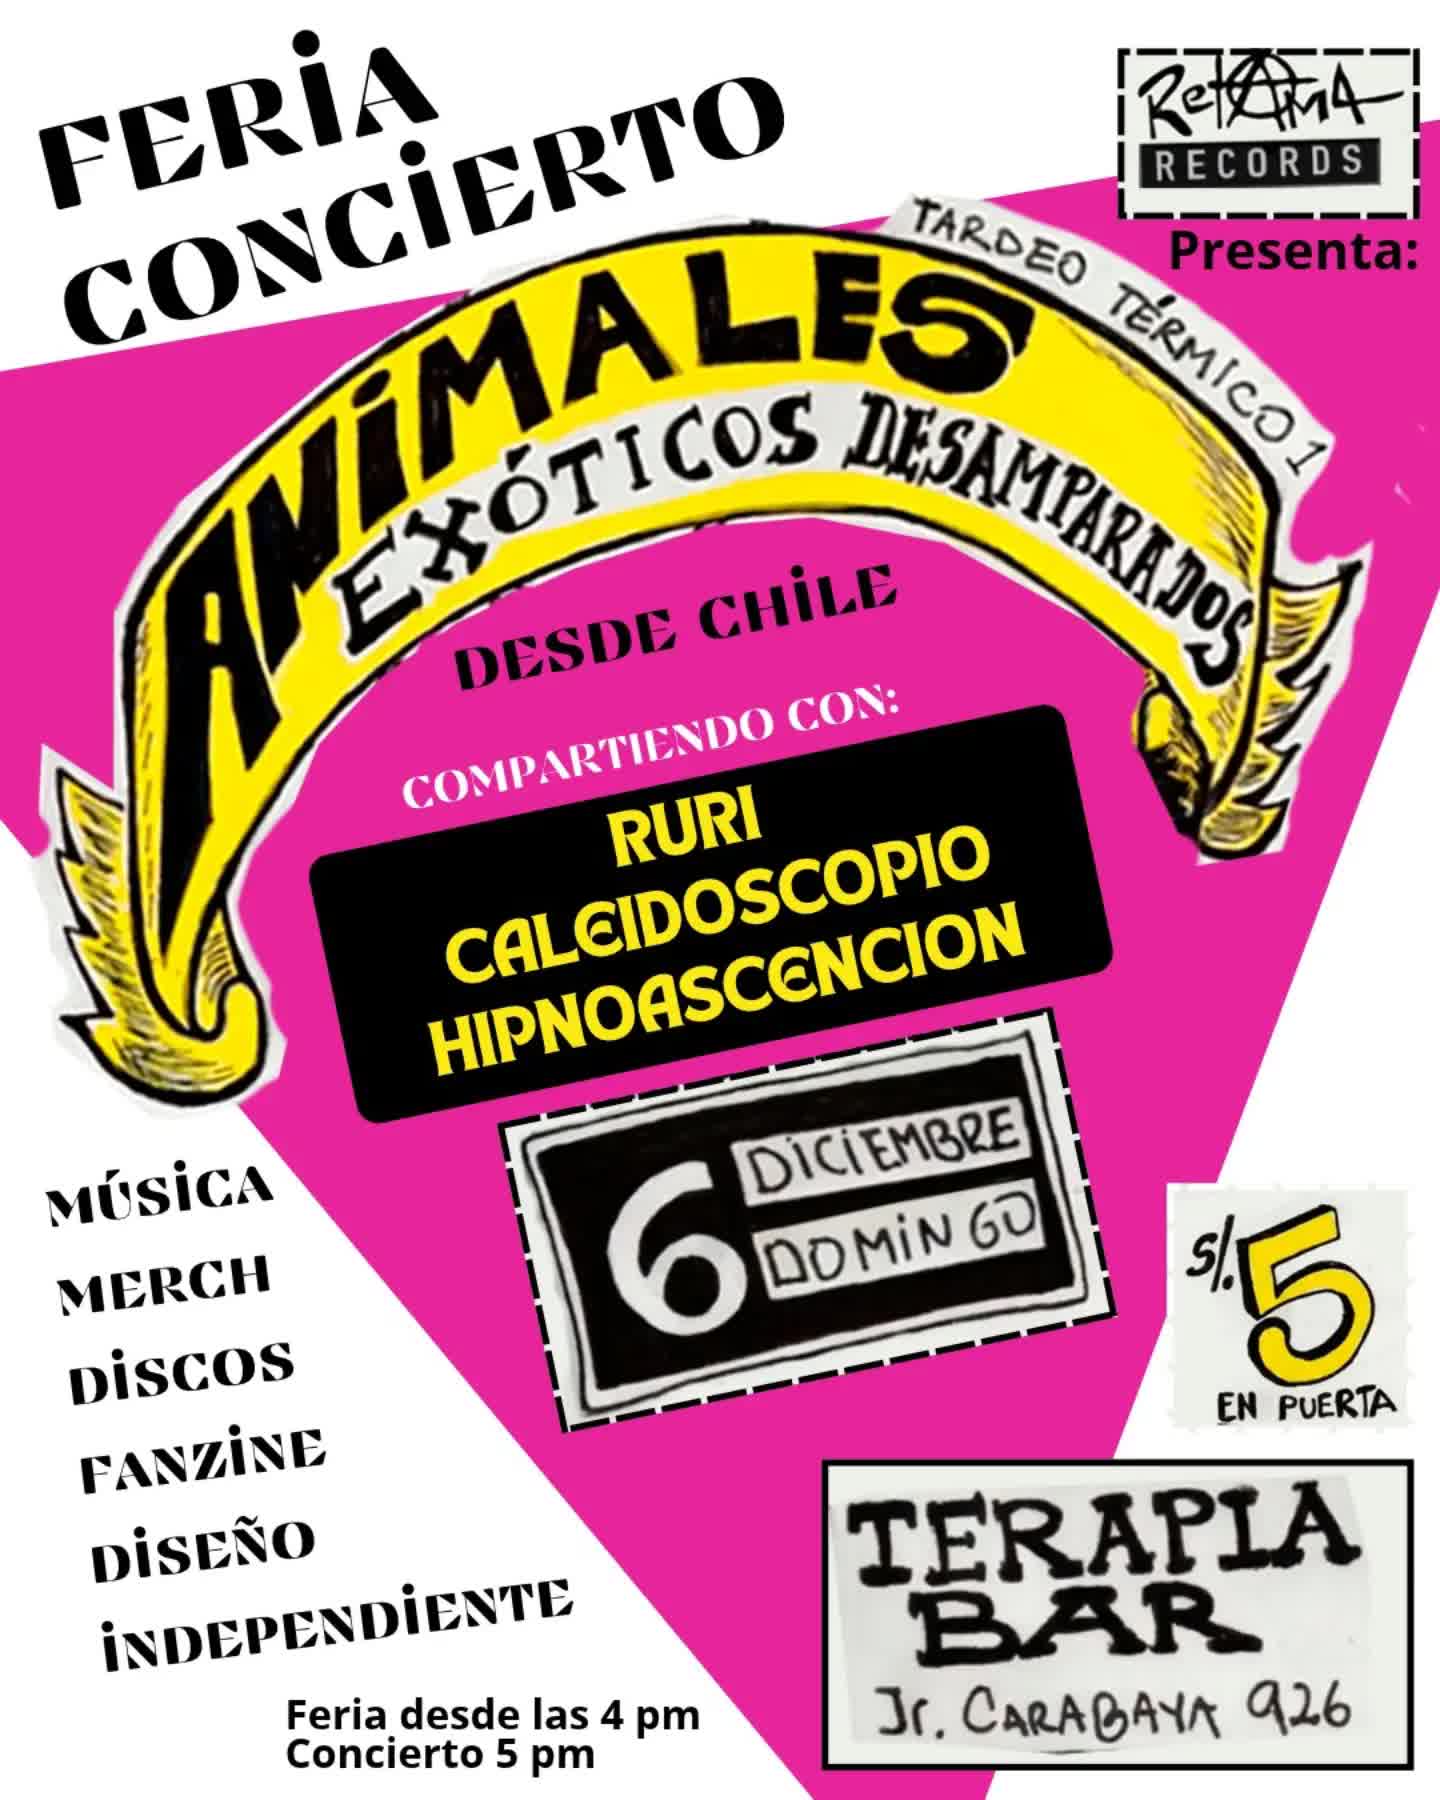 FERIA
CONCIERTO
RetAmA
RECORDS
Presenta:
TARDEO TÉRMICO 1
ANIMALES
EXÓTICOS DESAMPARADOS
DESDE CHILE
COMPARTIENDO CON:
RURI
CALEIDOSCOPIO
HIPNOASCENCION
6 DICIEMBRE
DOMINGO
MÚSICA
MERCH
DISCOS
FANZINE
DISEÑO
INDEPENDIENTE
S/. 5
EN PUERTA
TERAPIA
BAR
Jr. CARABAYA 926
Feria desde las 4 pm
Concierto 5 pm